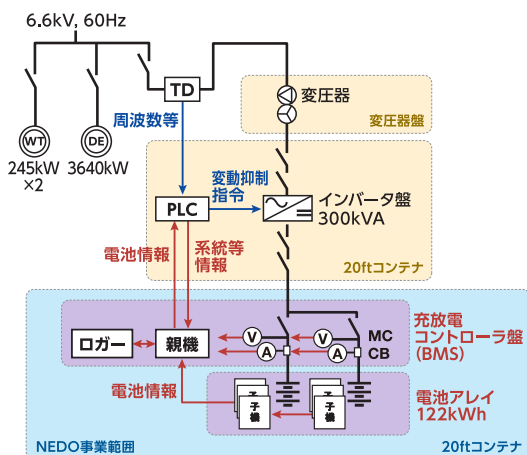 6.6kV, 60Hz
TD
変圧器
変圧器盤
WT
DE
245kW
×2
3640kW
周波数等
変動抑制
指令
PLC
インバータ盤
300kVA
電池情報
系統等
情報
20ftコンテナ
ロガー
親機
V
A
V
A
MC
CB
充放電
コントローラ盤
(BMS)
電池情報
子機
子機
電池アレイ
122kWh
NEDO事業範囲
20ftコンテナ